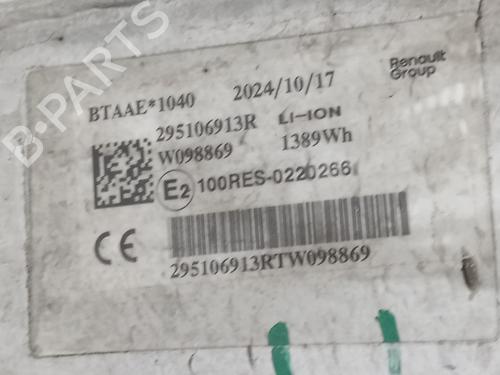 B-PARTS
BTAAE*1040 2024/10/17
Renault
Group
295106913R LI-ION
W098869 1389Wh
E2 100RES-0220266
CE
295106913RTW098869